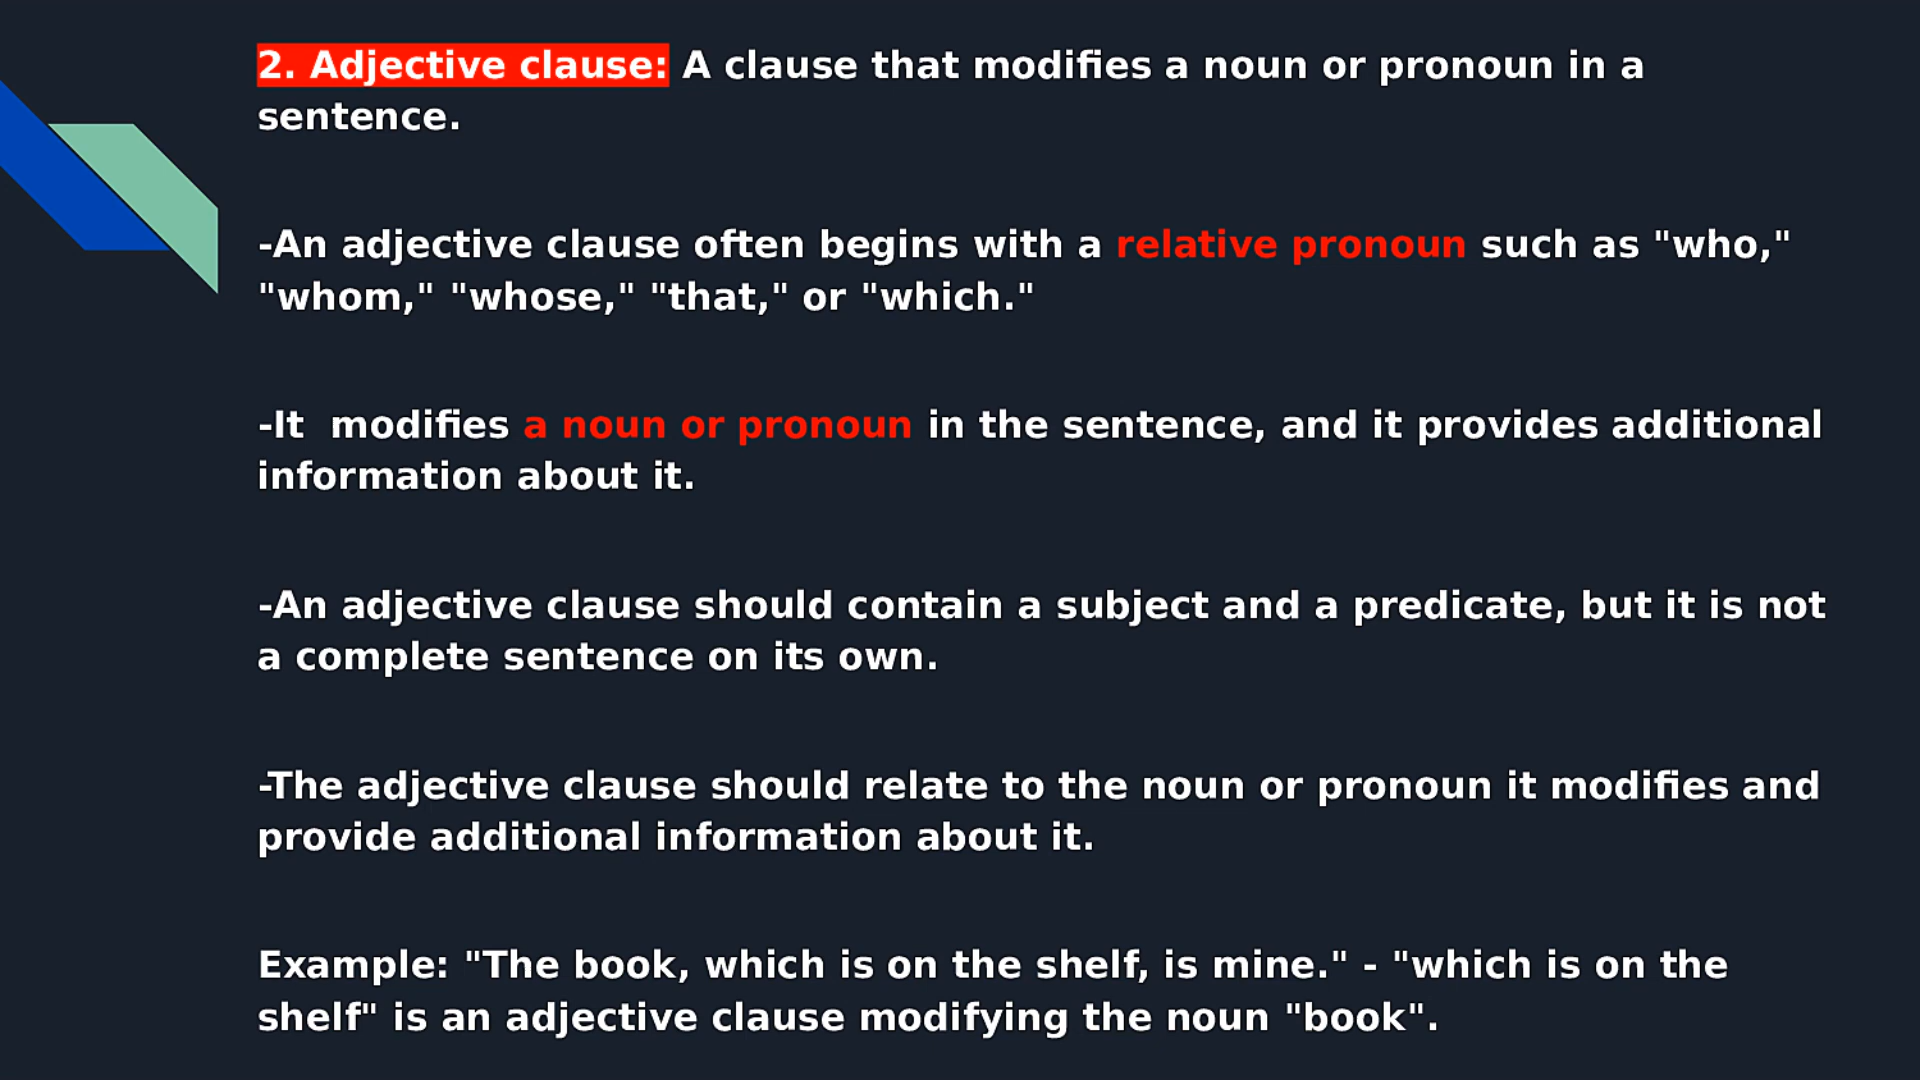 2. Adjective clause: A clause that modifies a noun or pronoun in a
sentence.
-An adjective clause often begins with a relative pronoun such as "who,"
"whom," "whose," "that," or "which."
-It  modifies a noun or pronoun in the sentence, and it provides additional
information about it.
-An adjective clause should contain a subject and a predicate, but it is not
a complete sentence on its own.
-The adjective clause should relate to the noun or pronoun it modifies and
provide additional information about it.
Example: "The book, which is on the shelf, is mine." - "which is on the
shelf" is an adjective clause modifying the noun "book".